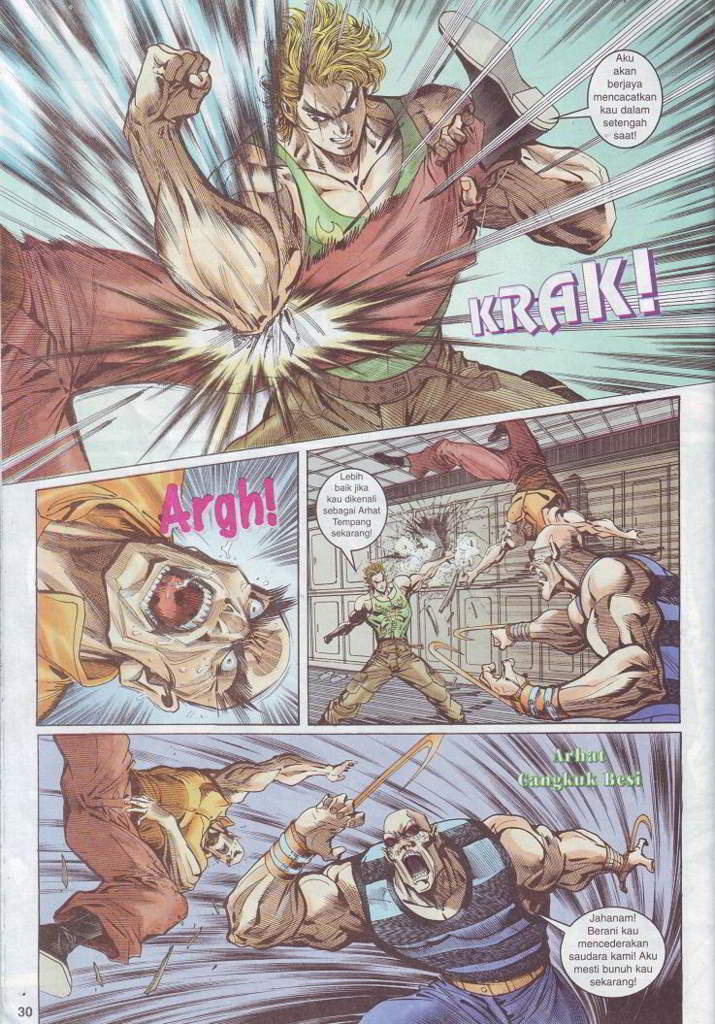 Aku
akan
berjaya
mencacatkan
kau dalam
setengah
saat!
KRAK!
Argh!
Lebih
baik jika
kau dikenali
sebagai Arhat
Tempang
sekarang!
Arhat
Cangkuk Besi
Jahanam!
Berani kau
mencederakan
saudara kami! Aku
mesti bunuh kau
sekarang!
30